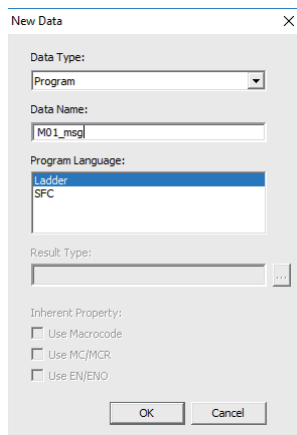 New Data
Data Type:
Program
Data Name:
M01_msg
Program Language:
Ladder
SFC
Result Type:
...
Inherent Property:
Use Macrocode
Use MC/MCR
Use EN/ENO
OK Cancel